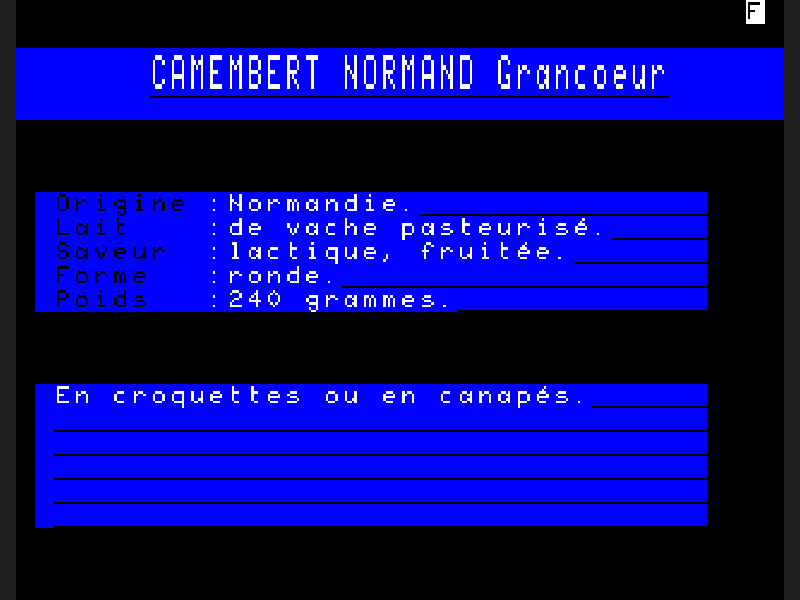 F
CAMEMBERT NORMAND Grancoeur
Origine :Normandie.
Lait :de vache pasteurisé.
Saveur :lactique, fruitée.
Forme :ronde.
Poids :240 grammes.
En croquettes ou en canapés.